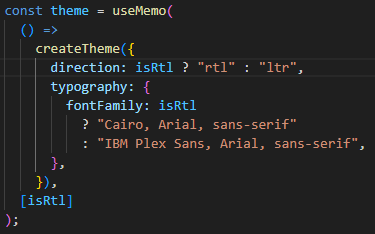 const theme = useMemo(
  () =>
    createTheme({
      direction: isRtl ? "rtl" : "ltr",
      typography: {
        fontFamily: isRtl
          ? "Cairo, Arial, sans-serif"
          : "IBM Plex Sans, Arial, sans-serif",
      },
    }),
  [isRtl]
);